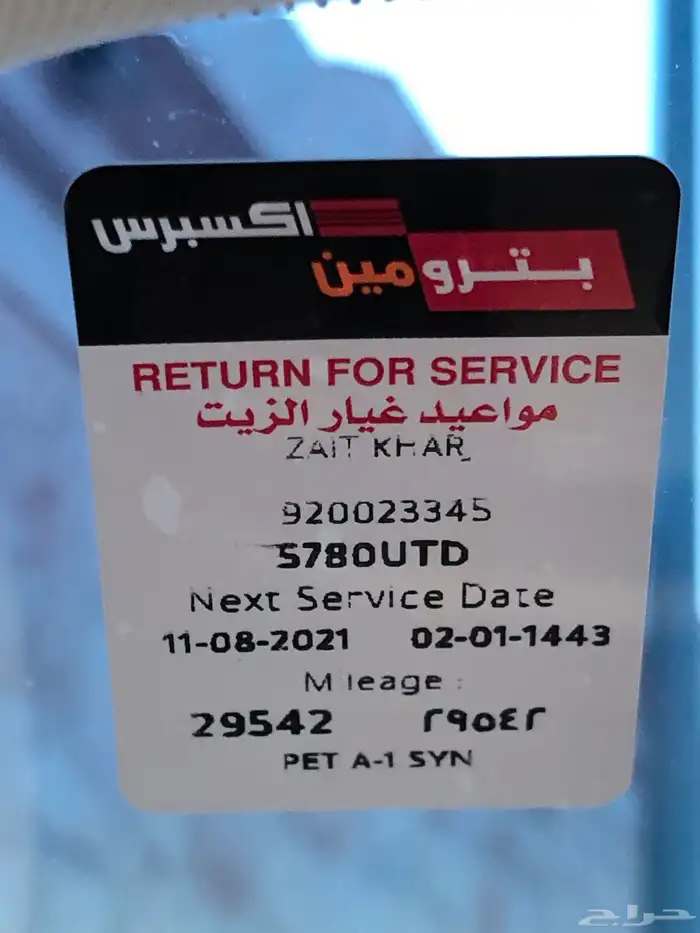 اكسبرس
بترومين
RETURN FOR SERVICE
مواعيد غيار الزيت
ZAIT KHAR
920023345
5780UTD
Next Service Date
11-08-2021 02-01-1443
Mileage :
29542 ٢٩٥٤٢
PET A-1 SYN
حراج